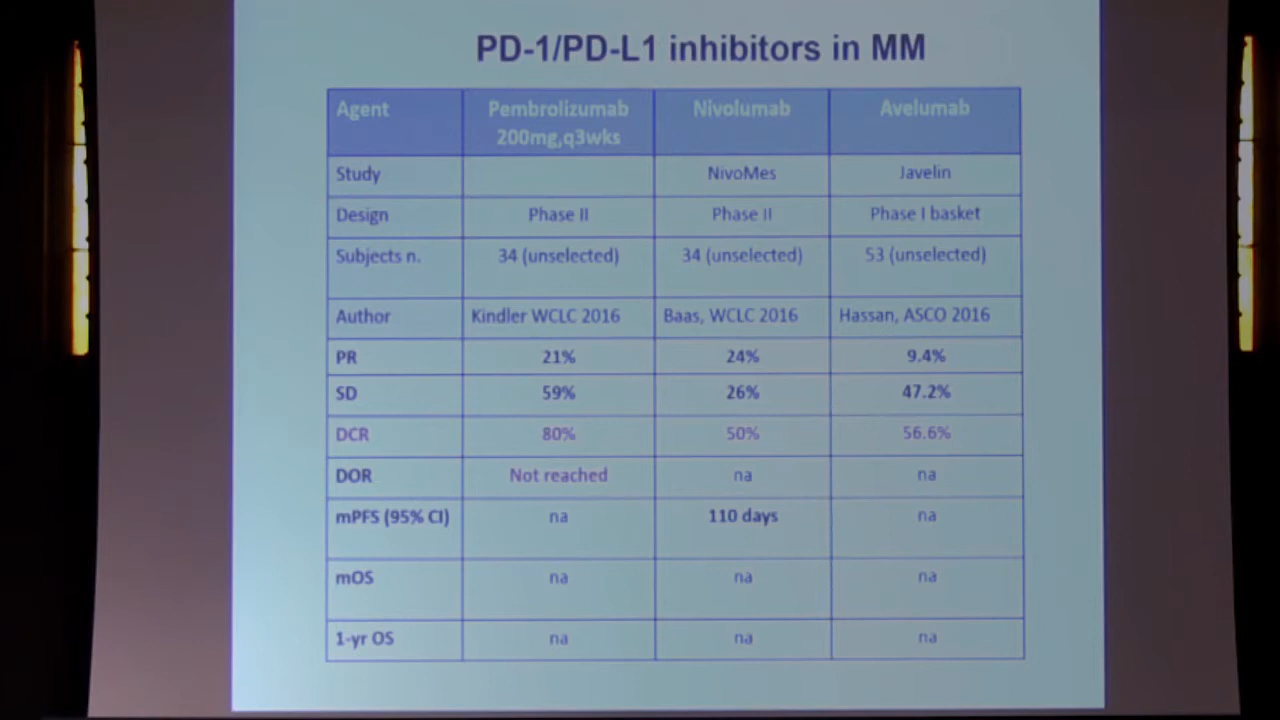 PD-1/PD-L1 inhibitors in MM
Agent Pembrolizumab Nivolumab Avelumab
200mg,q3wks
Study NivoMes Javelin
Design Phase II Phase II Phase I basket
Subjects n. 34 (unselected) 34 (unselected) 53 (unselected)
Author Kindler WCLC 2016 Baas, WCLC 2016 Hassan, ASCO 2016
PR 21% 24% 9.4%
SD 59% 26% 47.2%
DCR 80% 50% 56.6%
DOR Not reached na na
mPFS (95% CI) na 110 days na
mOS na na na
1-yr OS na na na